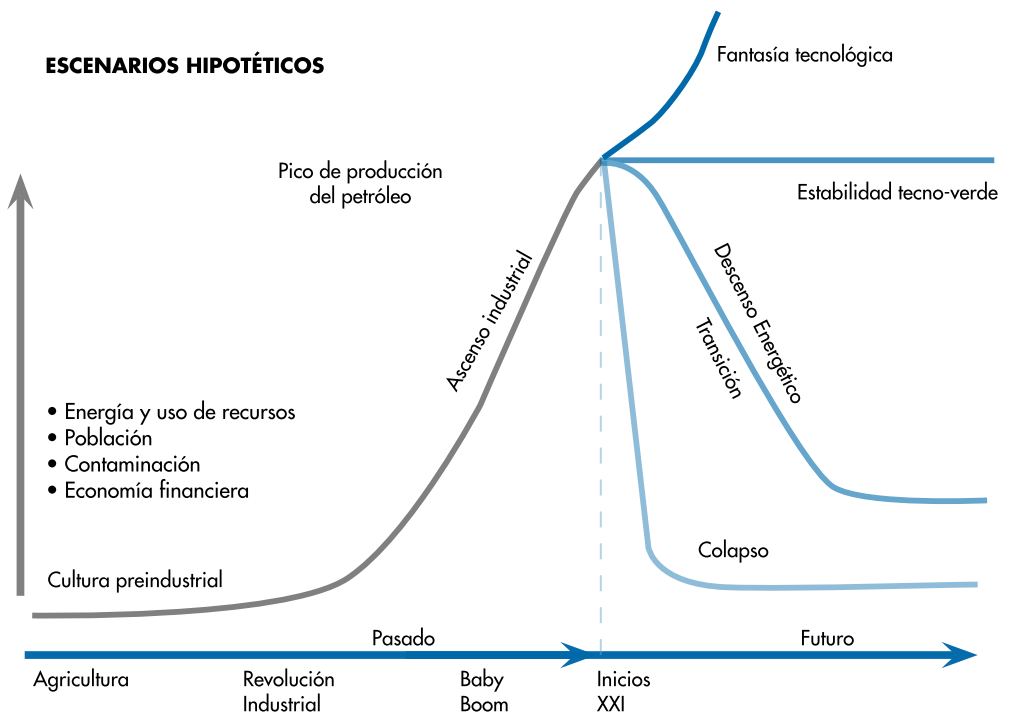 ESCENARIOS HIPOTÉTICOS
Fantasía tecnológica
Pico de producción
del petróleo
Estabilidad tecno-verde
Ascenso industrial
Descenso Energético
Transición
• Energía y uso de recursos
• Población
• Contaminación
• Economía financiera
Colapso
Cultura preindustrial
Pasado
Futuro
Agricultura
Revolución
Industrial
Baby
Boom
Inicios
XXI